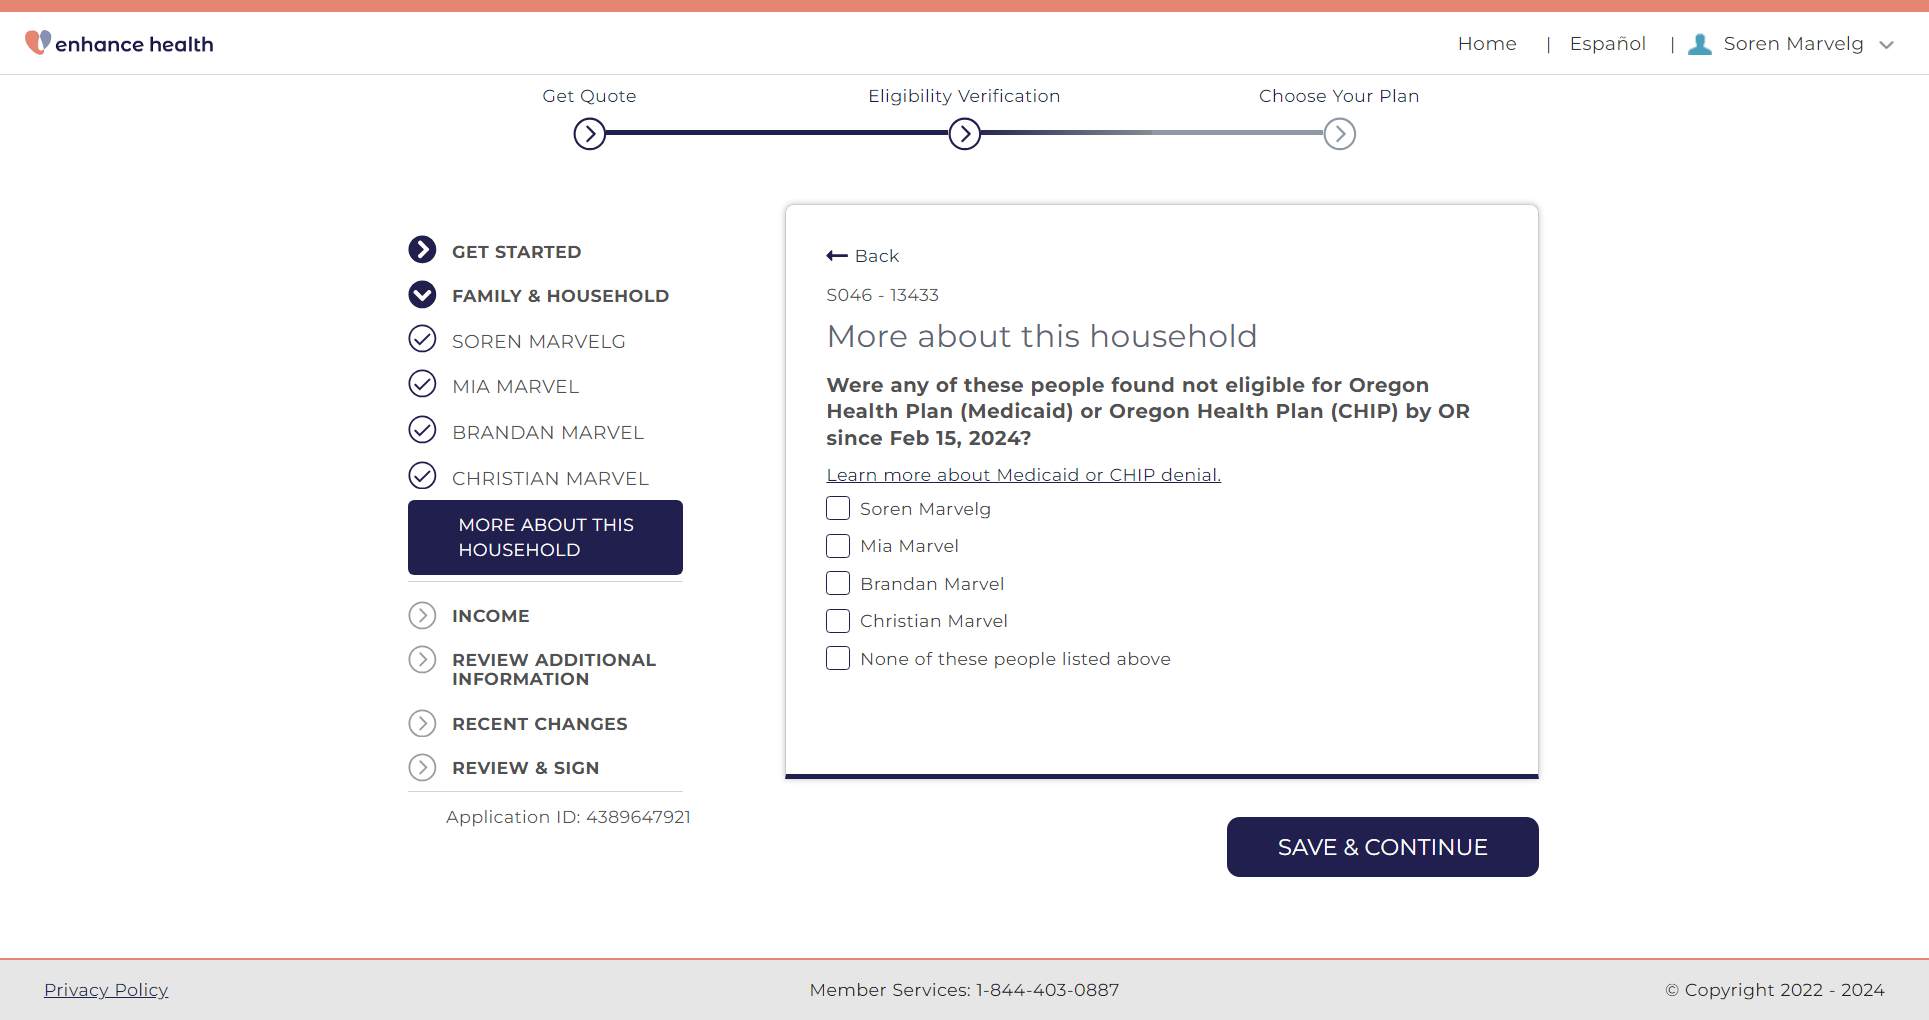 enhance health
Home | Español | Soren Marvelg
Get Quote
Eligibility Verification
Choose Your Plan
GET STARTED
FAMILY & HOUSEHOLD
SOREN MARVELG
MIA MARVEL
BRANDAN MARVEL
CHRISTIAN MARVEL
MORE ABOUT THIS
HOUSEHOLD
INCOME
REVIEW ADDITIONAL
INFORMATION
RECENT CHANGES
REVIEW & SIGN
Application ID: 4389647921
Back
S046 - 13433
More about this household
Were any of these people found not eligible for Oregon
Health Plan (Medicaid) or Oregon Health Plan (CHIP) by OR
since Feb 15, 2024?
Learn more about Medicaid or CHIP denial.
Soren Marvelg
Mia Marvel
Brandan Marvel
Christian Marvel
None of these people listed above
SAVE & CONTINUE
Privacy Policy
Member Services: 1-844-403-0887
© Copyright 2022 - 2024